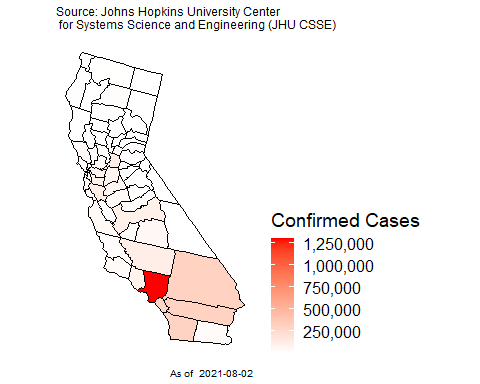 Source: Johns Hopkins University Center
for Systems Science and Engineering (JHU CSSE)
Confirmed Cases
1,250,000
1,000,000
750,000
500,000
250,000
As of 2021-08-02